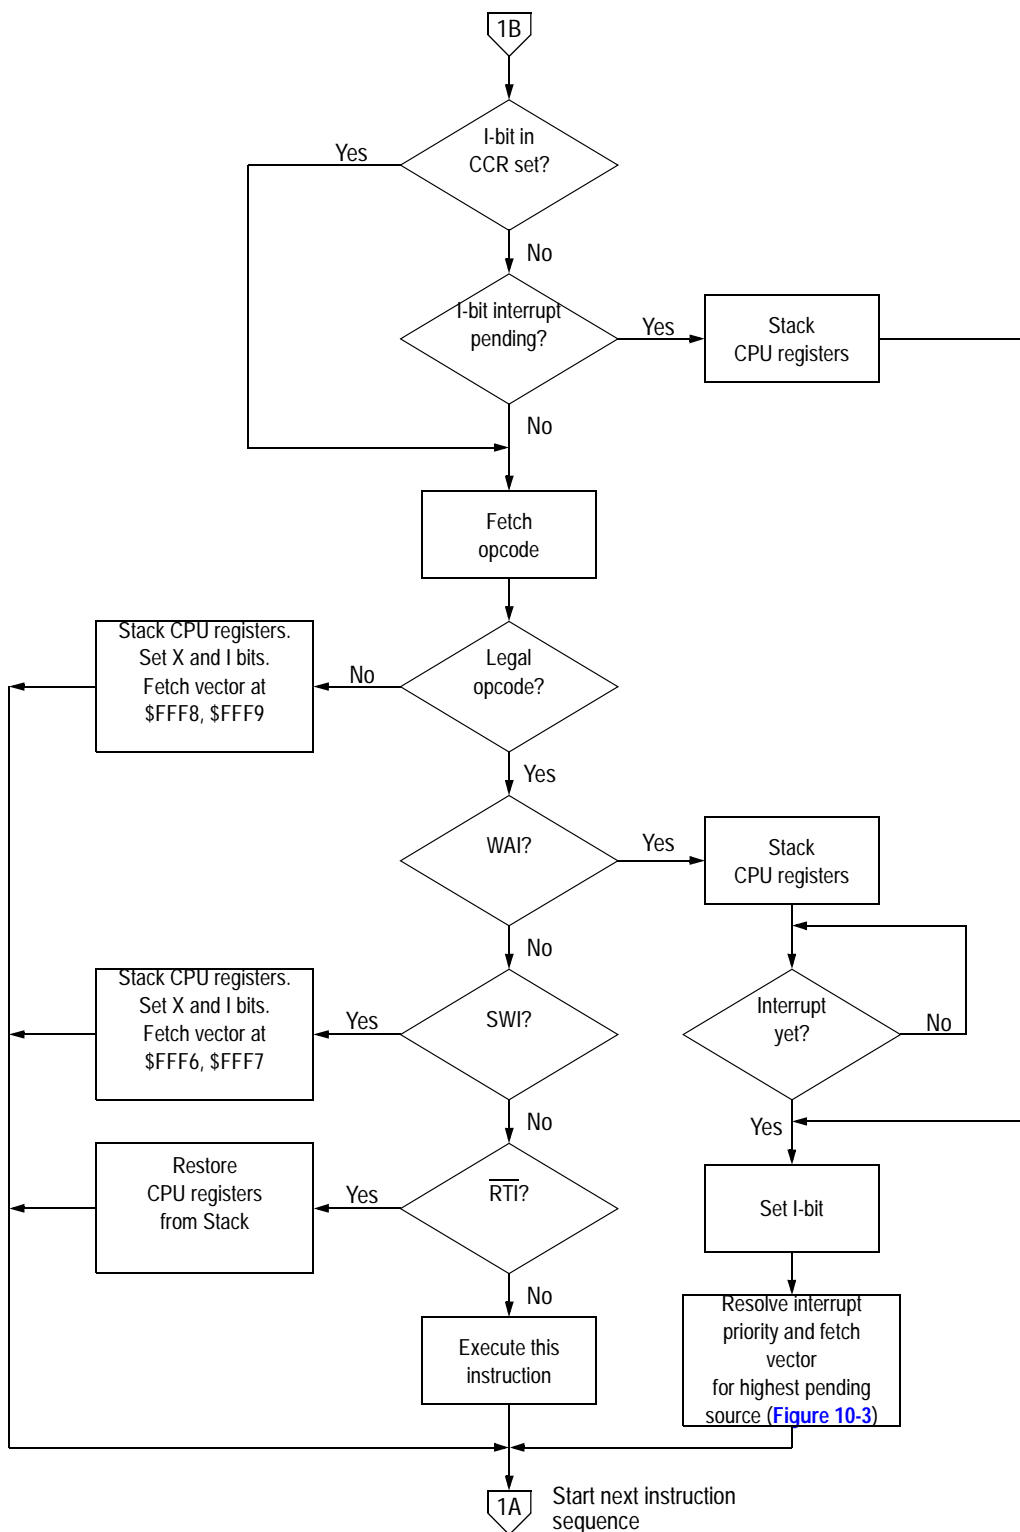 1B
I-bit in
CCR set?
Yes
No
I-bit interrupt
pending?
Yes
Stack
CPU registers
No
Fetch
opcode
Stack CPU registers.
Set X and I bits.
Fetch vector at
$FFF8, $FFF9
No
Legal
opcode?
Yes
WAI?
Yes
Stack
CPU registers
No
Stack CPU registers.
Set X and I bits.
Fetch vector at
$FFF6, $FFF7
Yes
SWI?
Interrupt
yet?
No
No
Yes
Restore
CPU registers
from Stack
Yes
RTI?
Set I-bit
No
Execute this
instruction
Resolve interrupt
priority and fetch
vector
for highest pending
source (Figure 10-3)
1A
Start next instruction
sequence